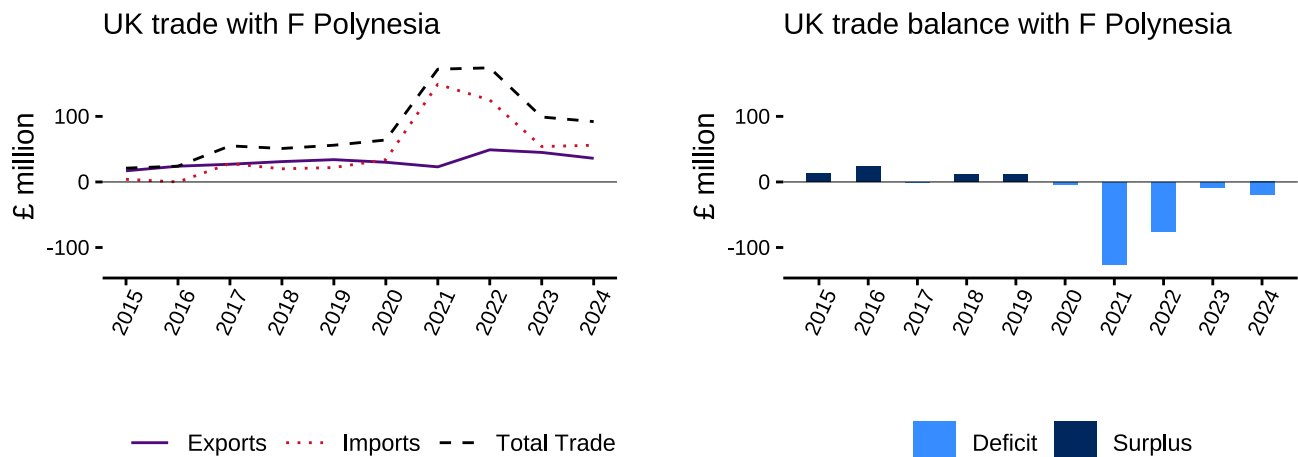 UK trade with F Polynesia
£ million
100
0
-100
2015
2016
2017
2018
2019
2020
2021
2022
2023
2024
Exports
Imports
Total Trade
UK trade balance with F Polynesia
£ million
100
0
-100
2015
2016
2017
2018
2019
2020
2021
2022
2023
2024
Deficit
Surplus